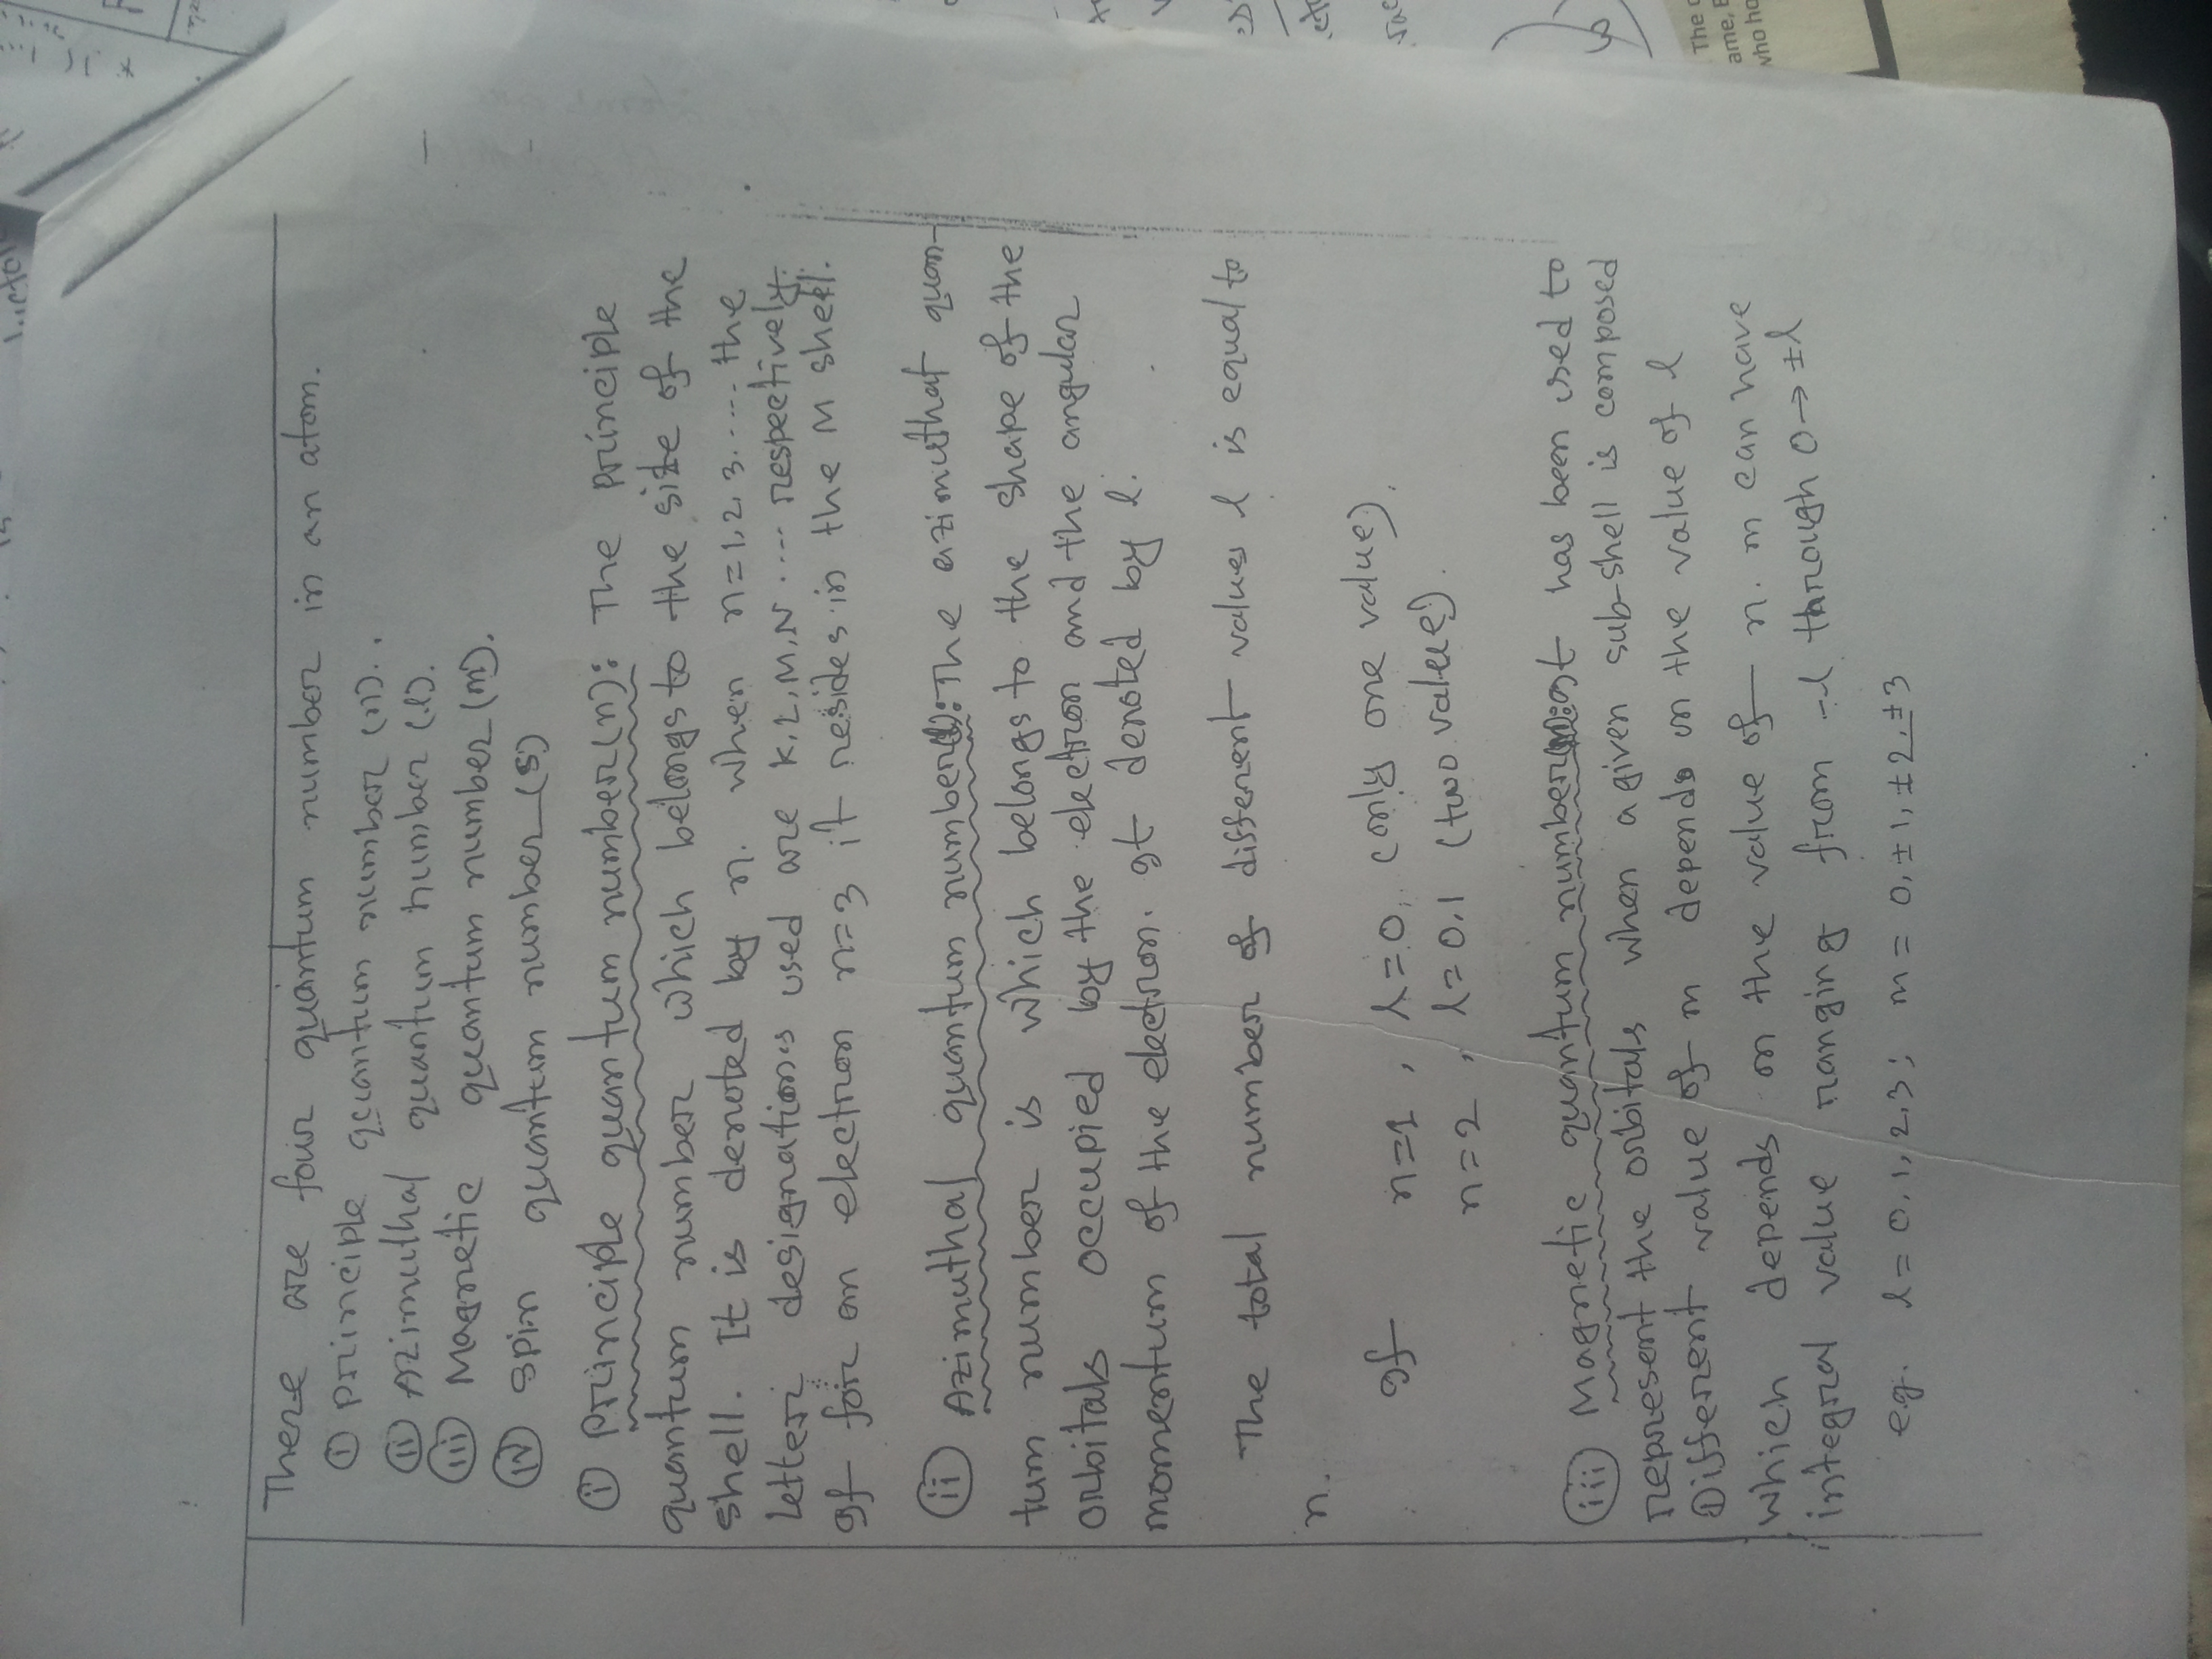 There are four quantum number in an atom.
(i) Principle quantum number (n).
(ii) Azimuthal quantum number (l).
(iii) Magnetic quantum number (m).
(iv) Spin quantum number (s)
(i) Principle quantum number(n): The principle
quantum number which belongs to the size of the
shell. It is denoted by n. when n=1,2,3..... the
letter designations used are K,L,M,N .... respectively.
If for an electron n=3 it resides in the M shell.
(ii) Azimuthal quantum number(l): The azimuthat quan-
tum number is which belongs to the shape of the
orbitals occupied by the electron and the angular
momentum of the electron. It denoted by l.
The total number of different values l is equal to
n.
If n=1, l=0, (only one value),
n=2, l=0,1 (two value).
(iii) Magnetic quantum number(m): It has been used to
represent the orbitals when a given sub-shell is composed
Different value of m depends on the value of l
which depends on the value of n. m can have
integral value ranging from -l through 0→ ±l
e.g. l = 0,1,2,3; m = 0, ±1, ±2, ±3
The
ame,
who ho